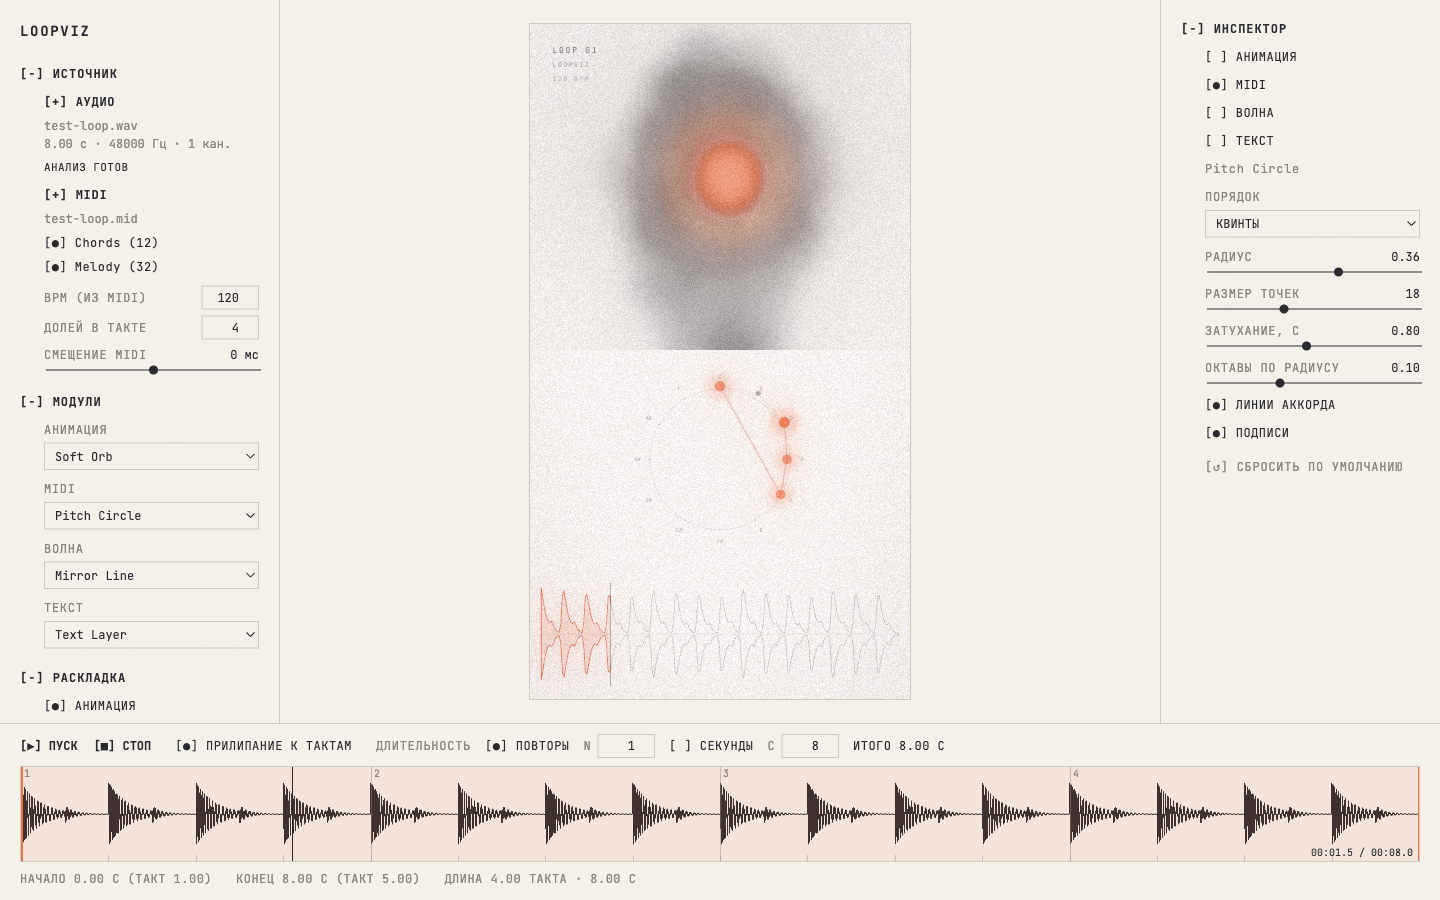 LOOPVIZ
[-] ИСТОЧНИК
[+] АУДИО
test-loop.wav
8.00 с · 48000 Гц · 1 кан.
АНАЛИЗ ГОТОВ
[+] MIDI
test-loop.mid
[●] Chords (12)
[●] Melody (32)
BPM (ИЗ MIDI) 120
ДОЛЕЙ В ТАКТЕ 4
СМЕЩЕНИЕ MIDI 0 мс
[-] МОДУЛИ
АНИМАЦИЯ
Soft Orb
MIDI
Pitch Circle
ВОЛНА
Mirror Line
ТЕКСТ
Text Layer
[-] РАСКЛАДКА
[●] АНИМАЦИЯ
LOOP 01
LOOPVIZ
120 BPM
[-] ИНСПЕКТОР
[ ] АНИМАЦИЯ
[●] MIDI
[ ] ВОЛНА
[ ] ТЕКСТ
Pitch Circle
ПОРЯДОК
КВИНТЫ
РАДИУС 0.36
РАЗМЕР ТОЧЕК 18
ЗАТУХАНИЕ, С 0.80
ОКТАВЫ ПО РАДИУСУ 0.10
[●] ЛИНИИ АККОРДА
[●] ПОДПИСИ
[↺] СБРОСИТЬ ПО УМОЛЧАНИЮ
[▶] ПУСК [■] СТОП [●] ПРИЛИПАНИЕ К ТАКТАМ ДЛИТЕЛЬНОСТЬ [●] ПОВТОРЫ N 1 [ ] СЕКУНДЫ С 8 ИТОГО 8.00 С
1 2 3 4
00:01.5 / 00:08.0
НАЧАЛО 0.00 С (ТАКТ 1.00) КОНЕЦ 8.00 С (ТАКТ 5.00) ДЛИНА 4.00 ТАКТА · 8.00 С